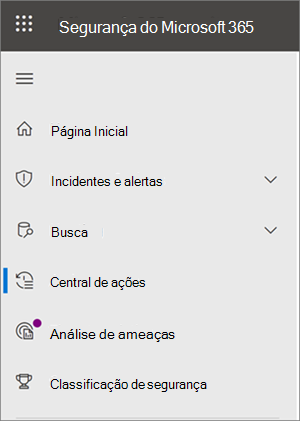 Segurança do Microsoft 365
Página Inicial
Incidentes e alertas
Busca
Central de ações
Análise de ameaças
Classificação de segurança